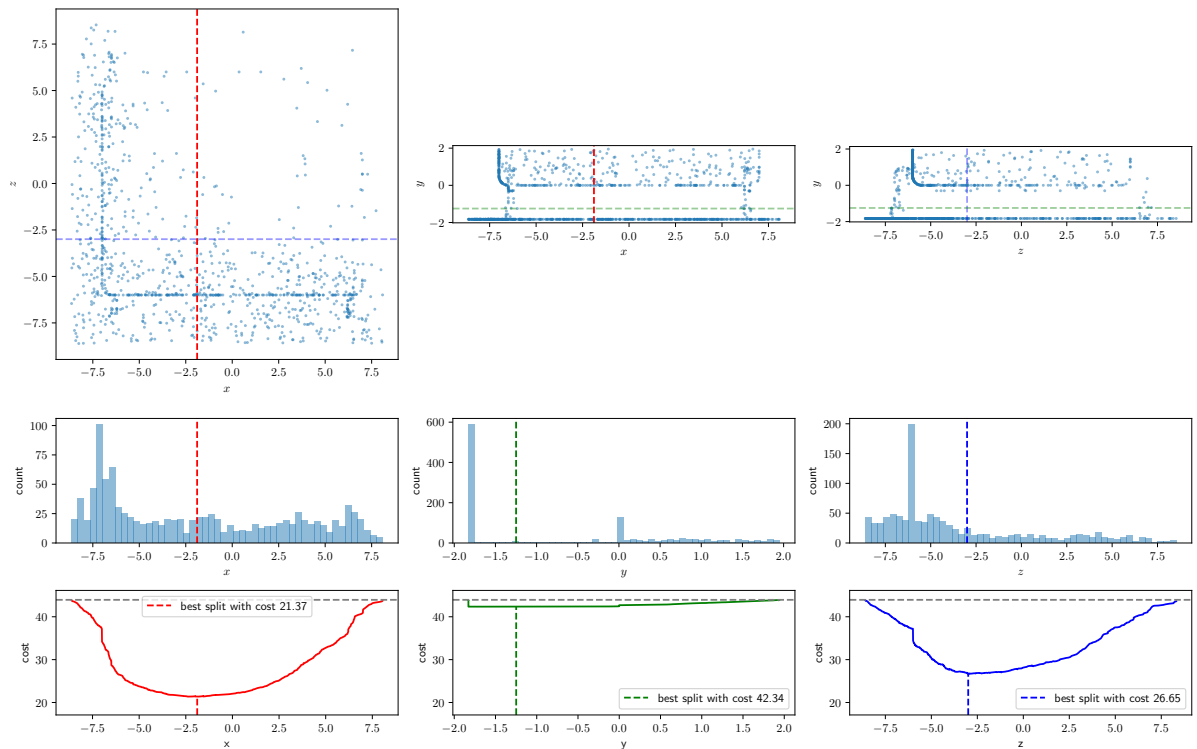 7.5
5.0
2.5
0.0
−2.5
−5.0
−7.5
z
−7.5 −5.0 −2.5 0.0 2.5 5.0 7.5
x
2
0
−2
y
−7.5 −5.0 −2.5 0.0 2.5 5.0 7.5
x
2
0
−2
y
−7.5 −5.0 −2.5 0.0 2.5 5.0 7.5
z
100
75
50
25
0
count
−7.5 −5.0 −2.5 0.0 2.5 5.0 7.5
x
600
400
200
0
count
−2.0 −1.5 −1.0 −0.5 0.0 0.5 1.0 1.5 2.0
y
200
150
100
50
0
count
−7.5 −5.0 −2.5 0.0 2.5 5.0 7.5
z
40
30
20
cost
best split with cost 21.37
−7.5 −5.0 −2.5 0.0 2.5 5.0 7.5
x
40
30
20
cost
best split with cost 42.34
−2.0 −1.5 −1.0 −0.5 0.0 0.5 1.0 1.5 2.0
y
40
30
20
cost
best split with cost 26.65
−7.5 −5.0 −2.5 0.0 2.5 5.0 7.5
z